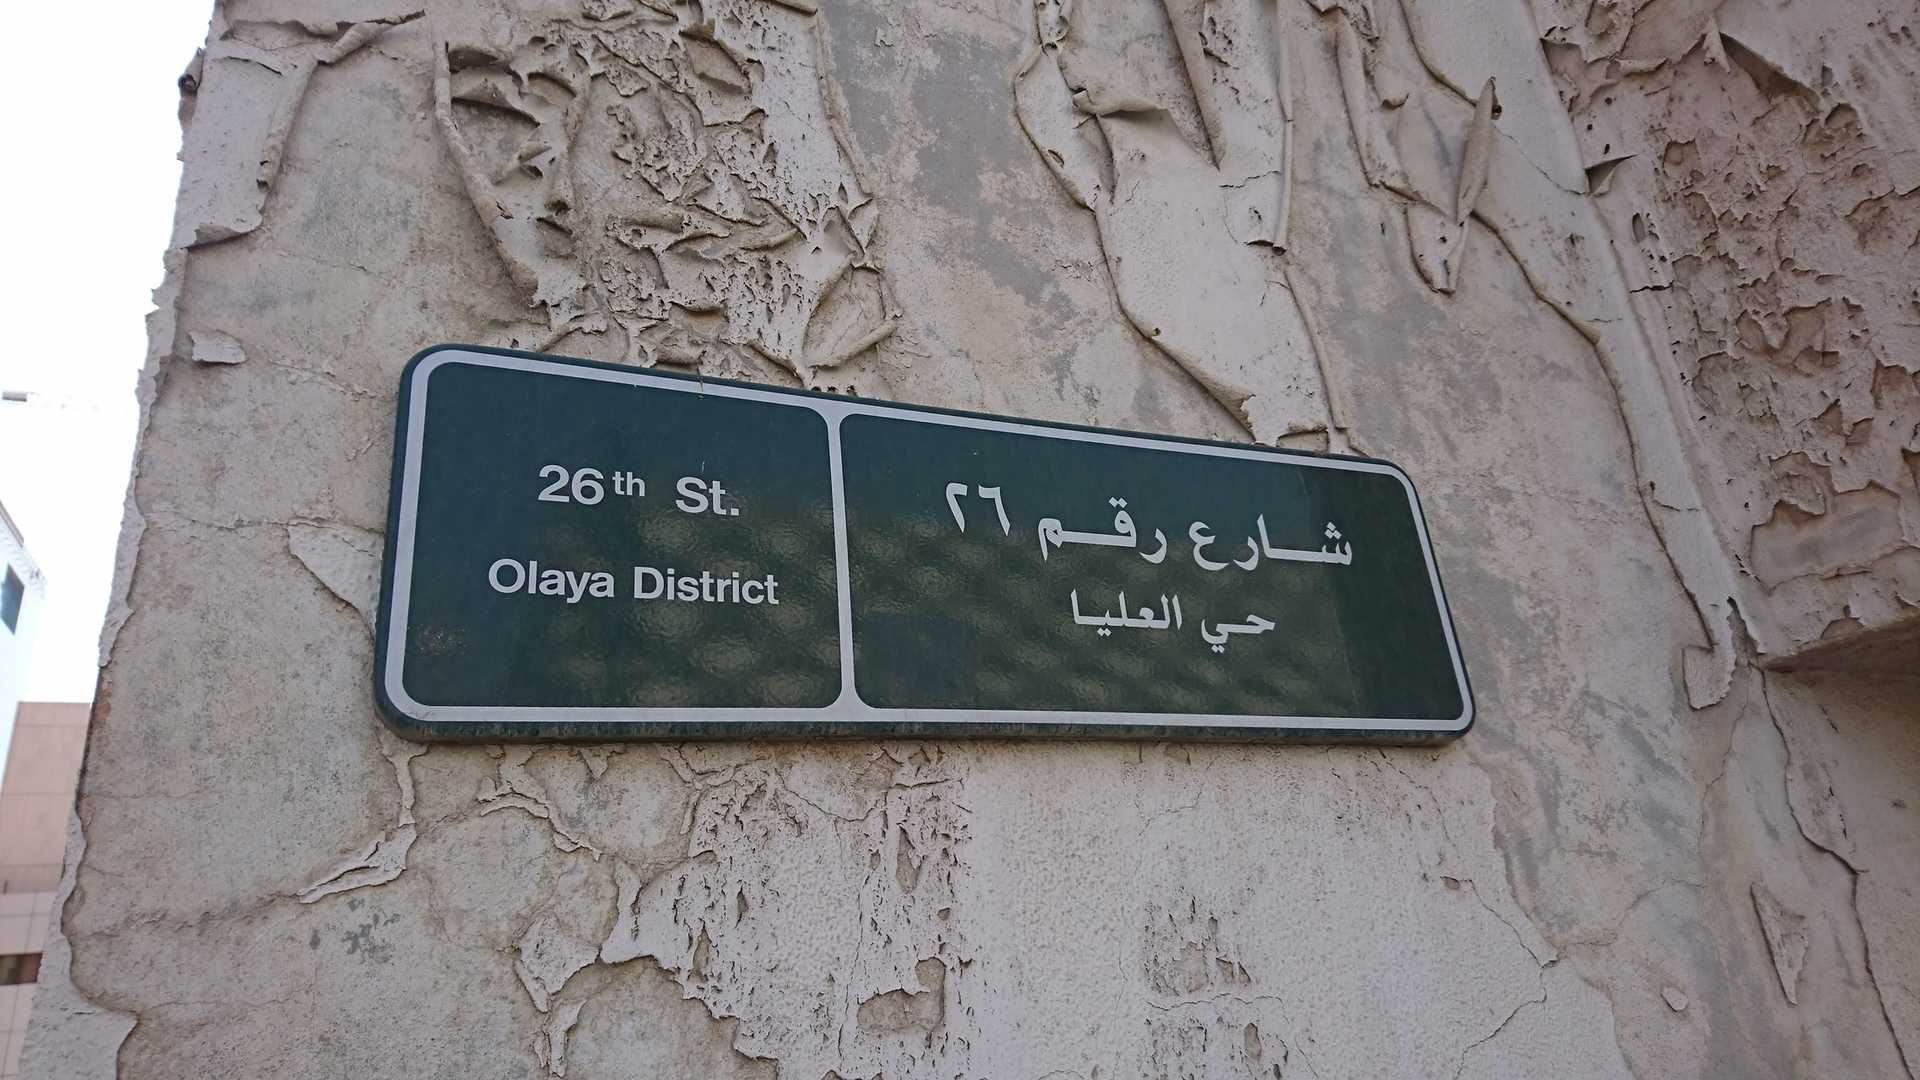 26th St.
Olaya District
شارع رقم ٢٦
حي العليا